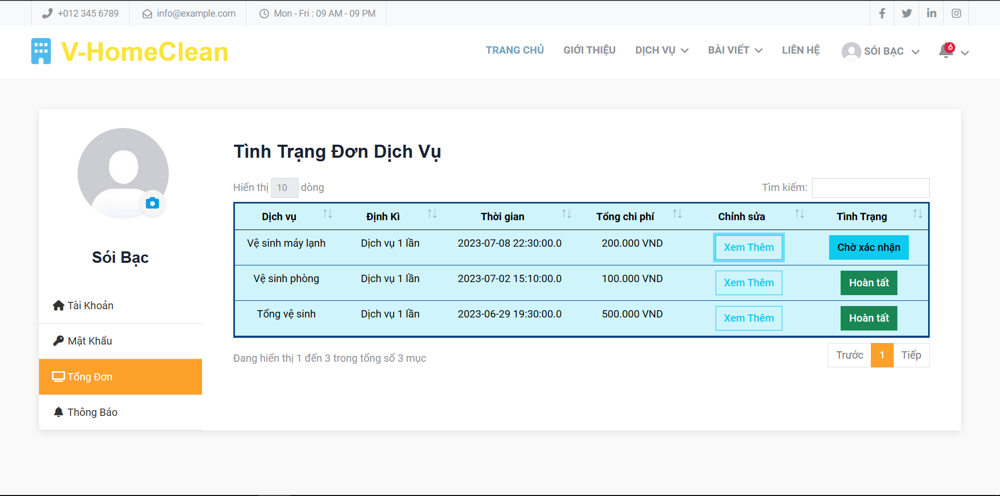 +012 345 6789 info@example.com Mon - Fri : 09 AM - 09 PM
V-HomeClean TRANG CHỦ GIỚI THIỆU DỊCH VỤ BÀI VIẾT LIÊN HỆ SÓI BẠC 6
Tình Trạng Đơn Dịch Vụ
Hiển thị 10 dòng Tìm kiếm:
Dịch vụ Định Kì Thời gian Tổng chi phí Chỉnh sửa Tình Trạng
Vệ sinh máy lạnh Dịch vụ 1 lần 2023-07-08 22:30:00.0 200.000 VND Xem Thêm Chờ xác nhận
Vệ sinh phòng Dịch vụ 1 lần 2023-07-02 15:10:00.0 100.000 VND Xem Thêm Hoàn tất
Tổng vệ sinh Dịch vụ 1 lần 2023-06-29 19:30:00.0 500.000 VND Xem Thêm Hoàn tất
Đang hiển thị 1 đến 3 trong tổng số 3 mục Trước 1 Tiếp
Sói Bạc
Tài Khoản
Mật Khẩu
Tổng Đơn
Thông Báo